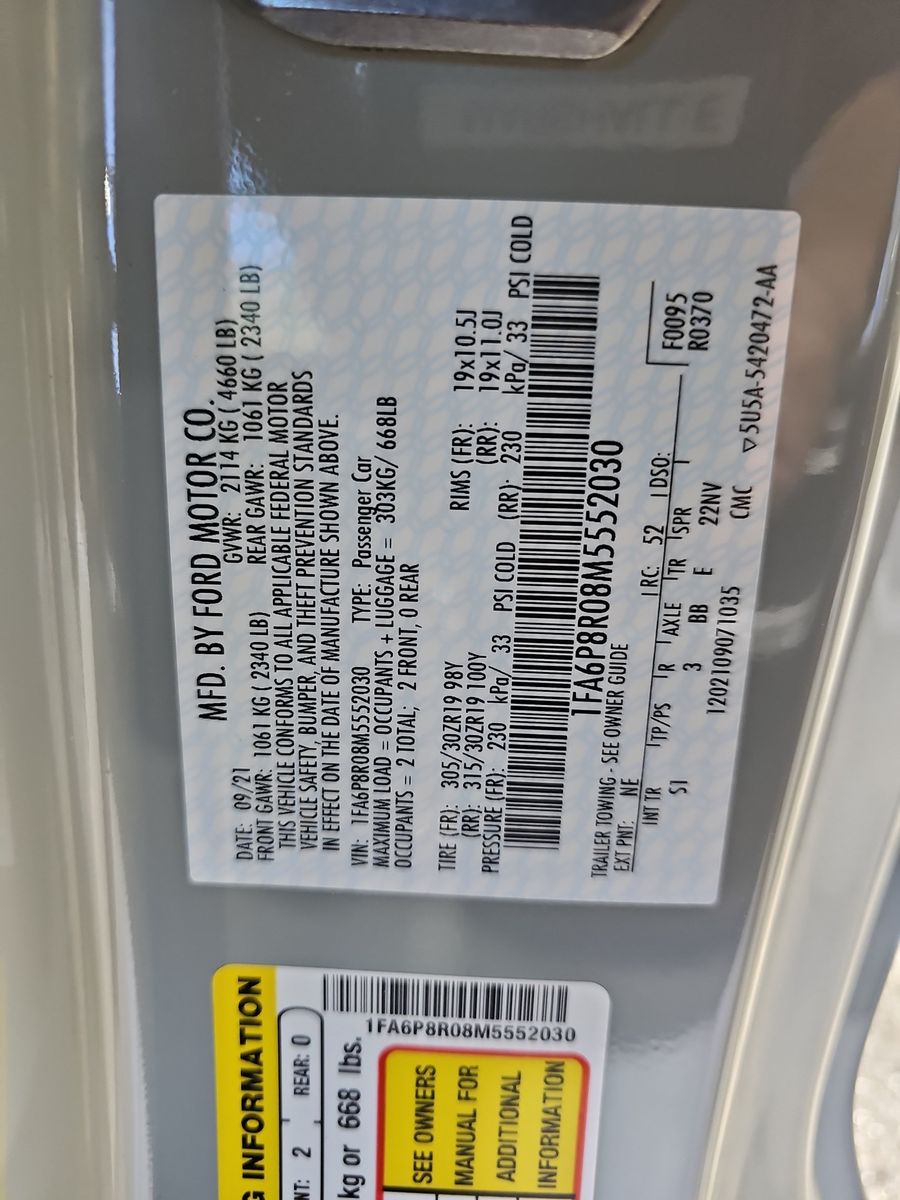 MFD. BY FORD MOTOR CO.
DATE: 09/21 GVWR: 2114 KG ( 4660 LB)
FRONT GAWR: 1061 KG ( 2340 LB) REAR GAWR: 1061 KG ( 2340 LB)
THIS VEHICLE CONFORMS TO ALL APPLICABLE FEDERAL MOTOR
VEHICLE SAFETY, BUMPER, AND THEFT PREVENTION STANDARDS
IN EFFECT ON THE DATE OF MANUFACTURE SHOWN ABOVE.
VIN: 1FA6P8R08M5552030 TYPE: Passenger Car
MAXIMUM LOAD = OCCUPANTS + LUGGAGE = 303KG/ 668LB
OCCUPANTS = 2 TOTAL; 2 FRONT, 0 REAR
TIRE (FR): 305/30ZR19 98Y RIMS (FR): 19x10.5J
(RR): 315/30ZR19 100Y (RR): 19x11.0J
PRESSURE (FR): 230 kPa/ 33 PSI COLD (RR): 230 kPa/ 33 PSI COLD
1FA6P8R08M5552030
TRAILER TOWING - SEE OWNER GUIDE
EXT PNT: NE RC: 52 DSO: F0095
R0370
INT TR TP/PS R AXLE TR SPR
S1 3 BB E 22NV
12021090710​35 CMC ▽5U5A-5420472-AA
G INFORMATION
NT: 2 REAR: 0
kg or 668 lbs.
1FA6P8R08M5552030
SEE OWNERS
MANUAL FOR
ADDITIONAL
INFORMATION